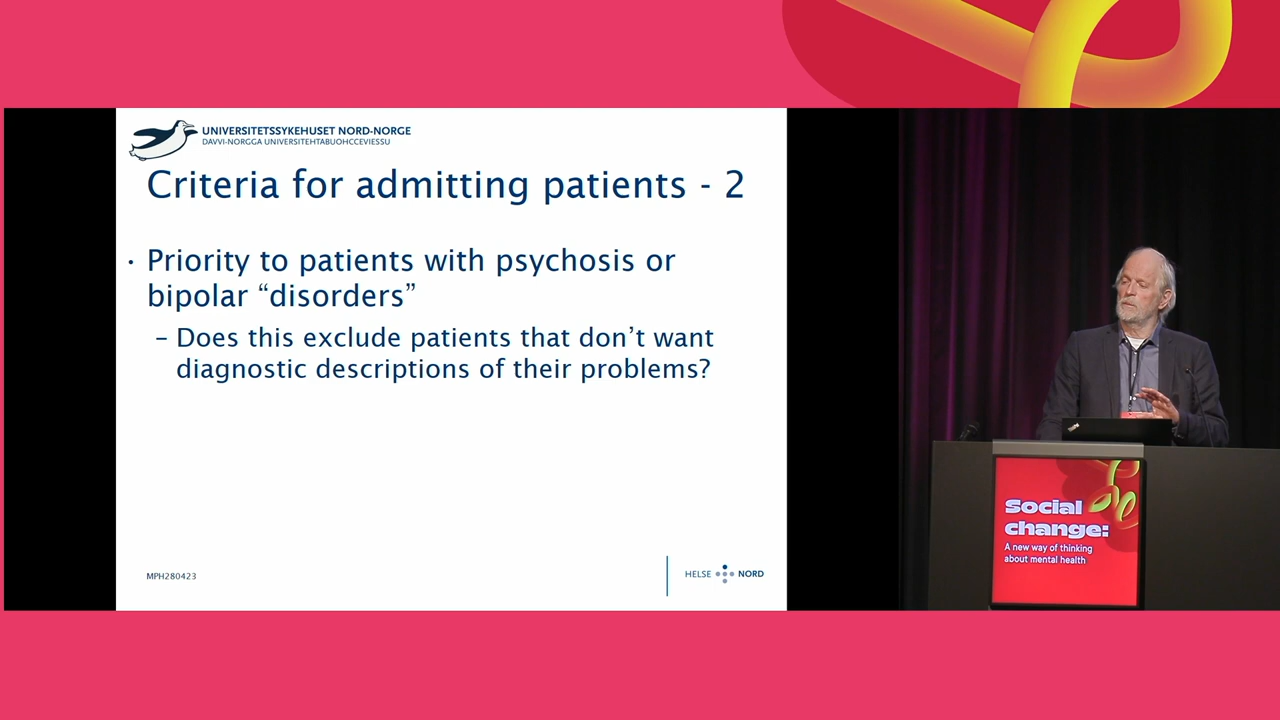 UNIVERSITETSSYKEHUSET NORD-NORGE
DAVVI-NORGGA UNIVERSITEHTABUOHCCEVIESSU
Criteria for admitting patients - 2
· Priority to patients with psychosis or
bipolar “disorders”
– Does this exclude patients that don’t want
diagnostic descriptions of their problems?
MPH280423
HELSE NORD
Social
change:
A new way of thinking
about mental health